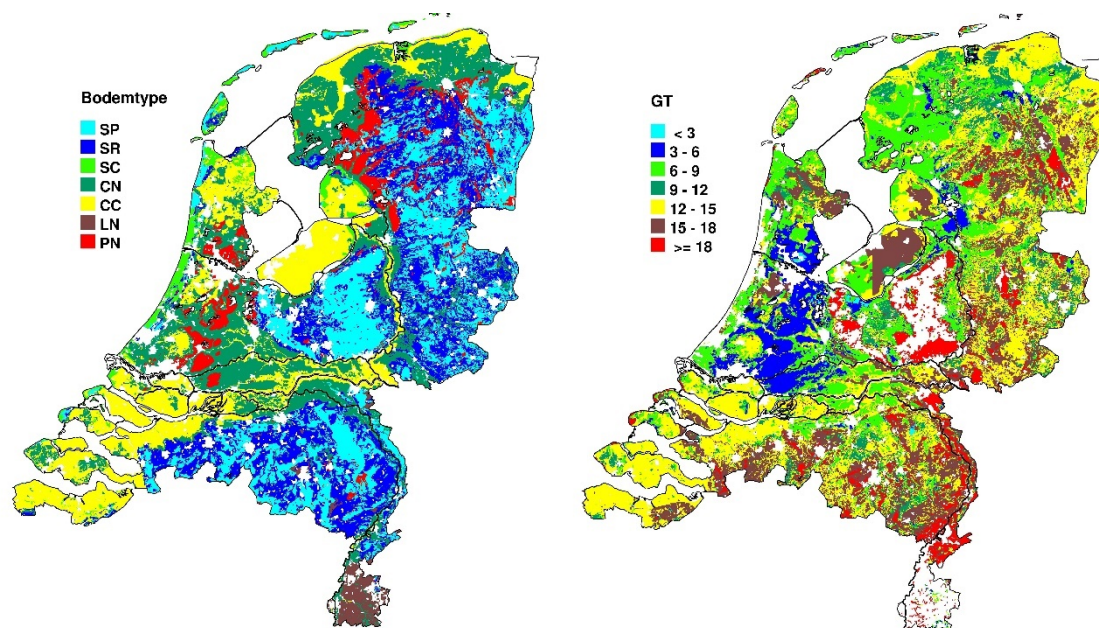 Bodemtype
SP
SR
SC
CN
CC
LN
PN
GT
< 3
3 - 6
6 - 9
9 - 12
12 - 15
15 - 18
>= 18